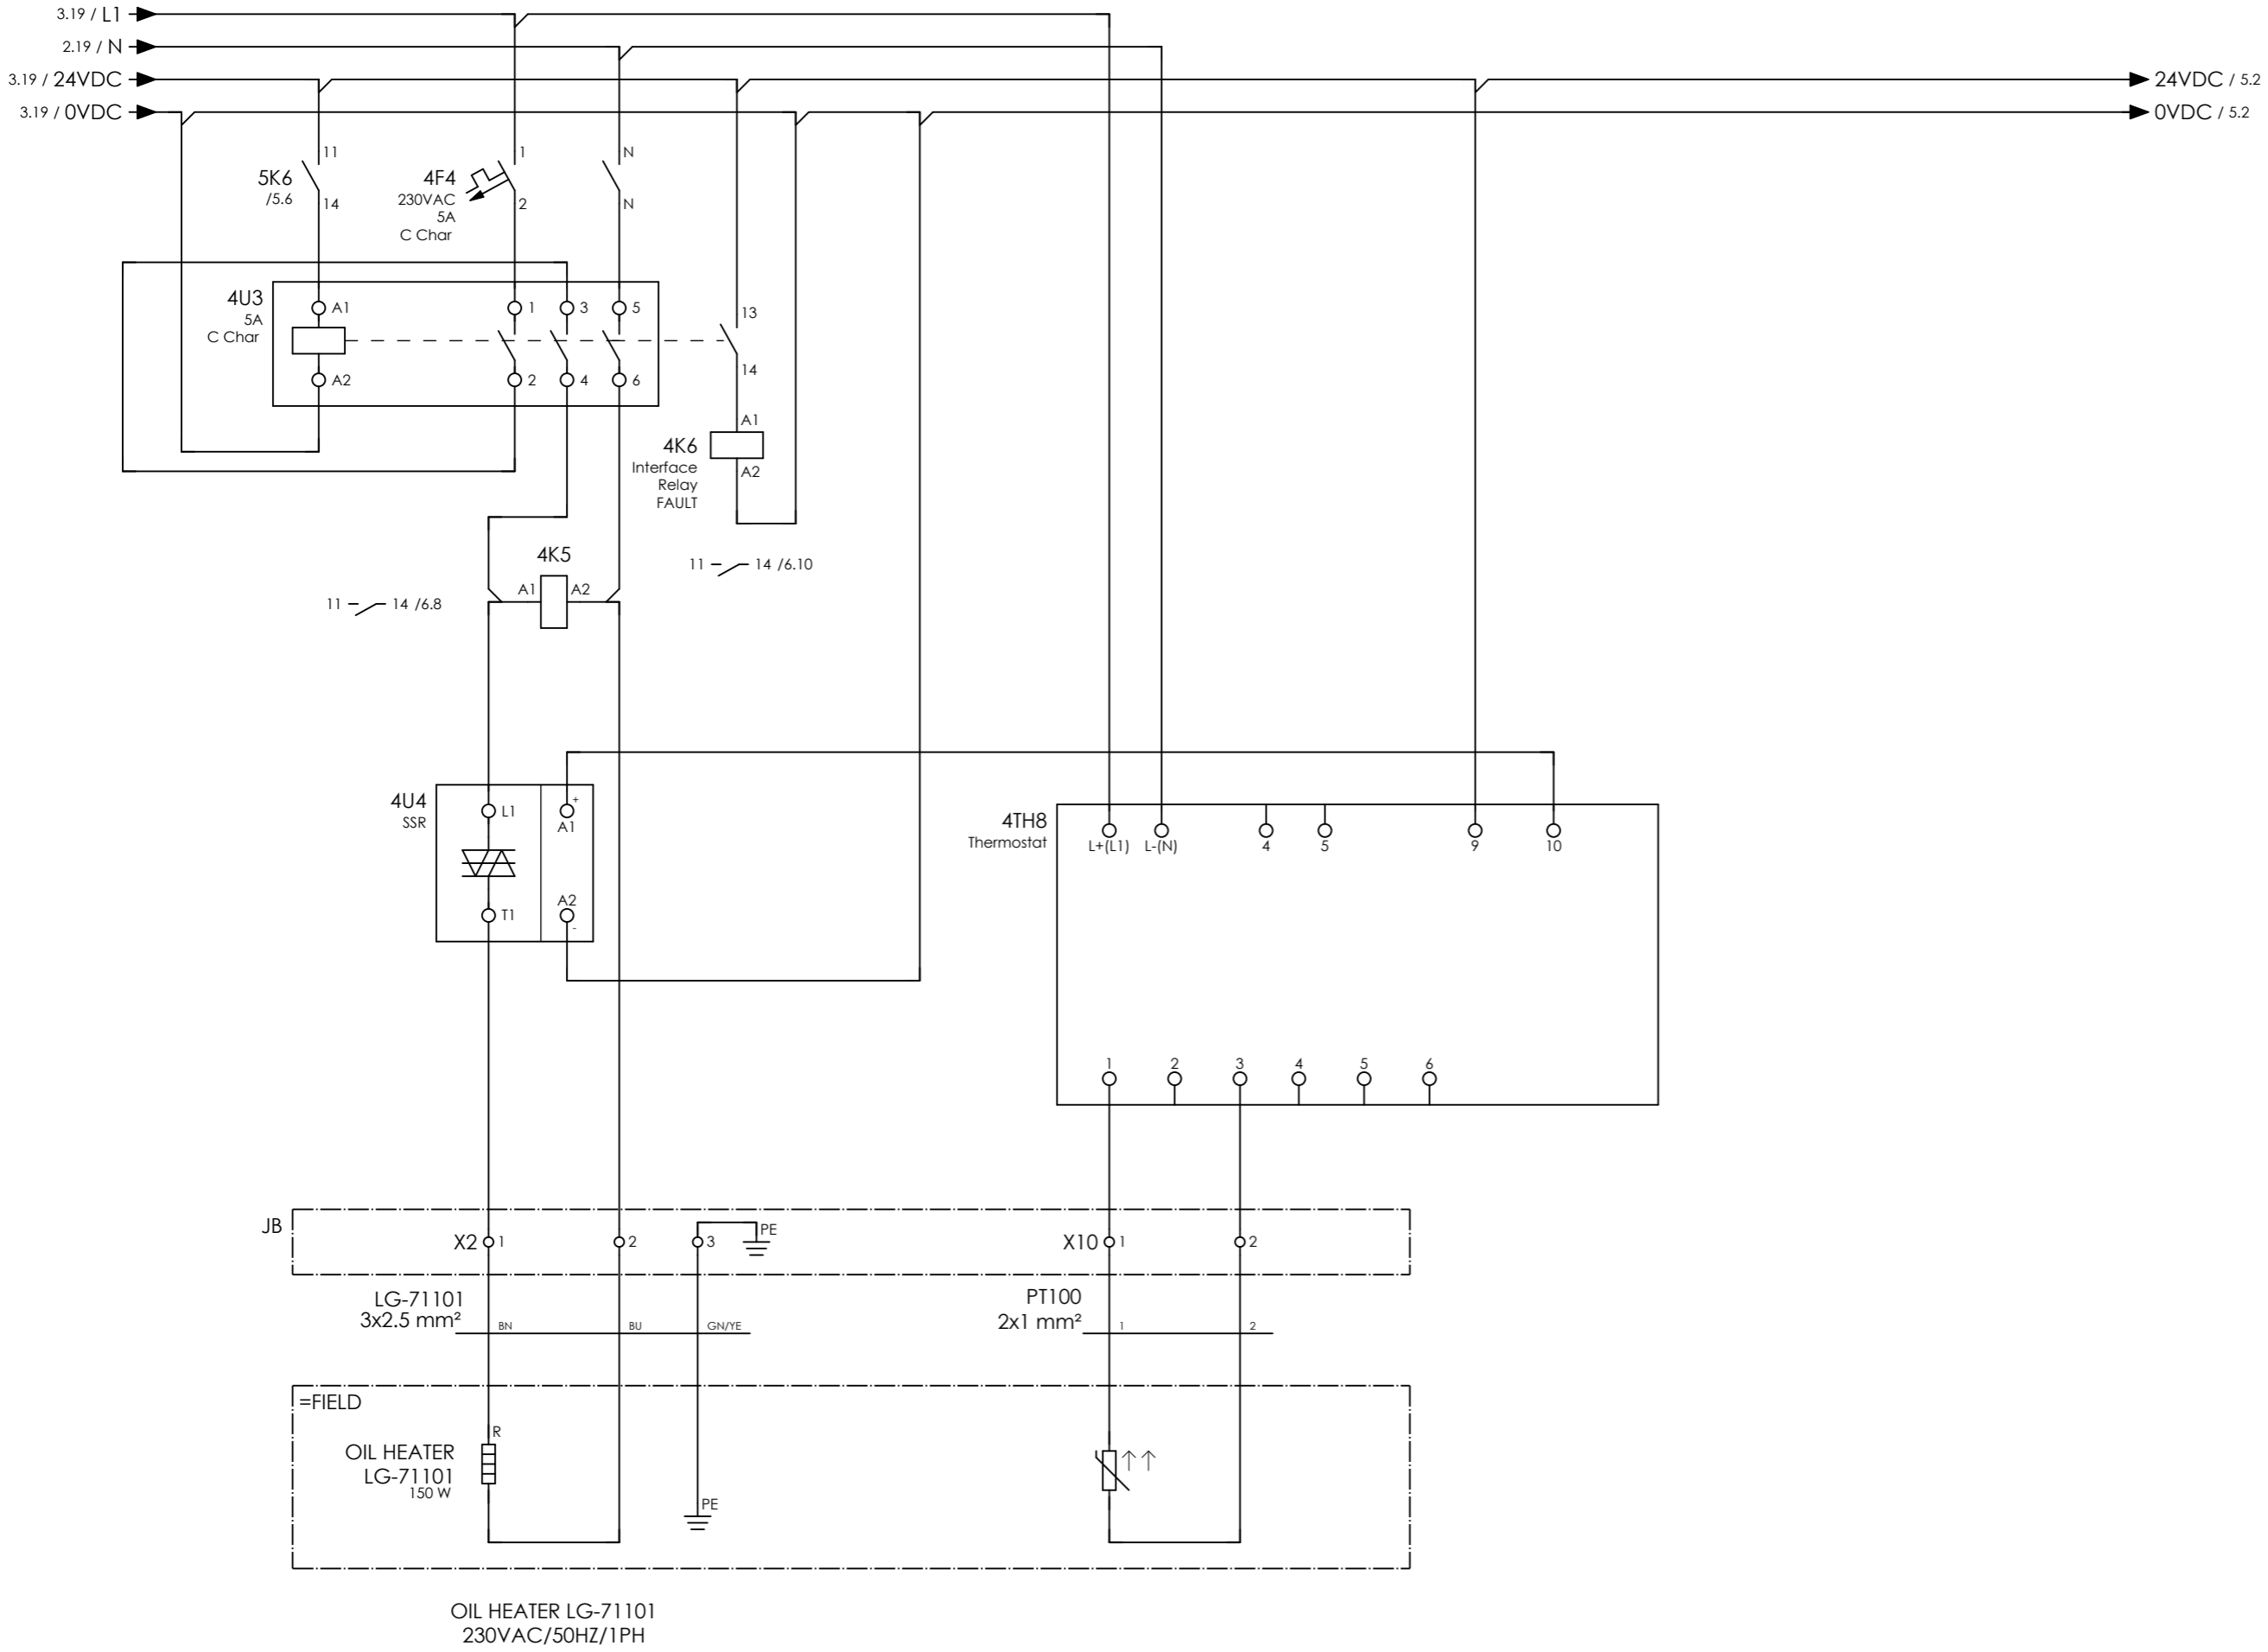 3.19 / L1
2.19 / N
3.19 / 24VDC
24VDC / 5.2
3.19 / 0VDC
0VDC / 5.2
11
5K6
/5.6
14
1
4F4
230VAC
5A
C Char
2
N
N
4U3
5A
C Char
A1
A2
1
3
5
2
4
6
13
14
A1
4K6
Interface
Relay
FAULT
A2
11
14 /6.10
4K5
A1
A2
11
14 /6.8
4U4
SSR
L1
+
A1
A2
-
T1
4TH8
Thermostat
L+(L1)
L-(N)
4
5
9
10
1
2
3
4
5
6
JB
X2
1
2
3
PE
X10
1
2
LG-71101
3x2.5 mm²
BN
BU
GN/YE
PT100
2x1 mm²
1
2
=FIELD
R
OIL HEATER
LG-71101
150 W
PE
OIL HEATER LG-71101
230VAC/50HZ/1PH